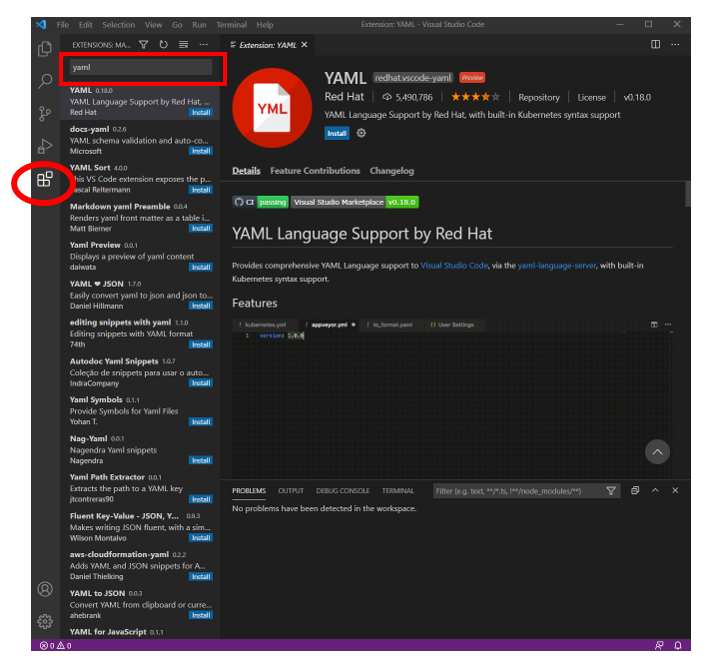 File Edit Selection View Go Run Terminal Help Extension: YAML - Visual Studio Code
EXTENSIONS: MA...
yaml
YAML 0.18.0
YAML Language Support by Red Hat, ...
Red Hat Install
docs-yaml 0.2.6
YAML schema validation and auto-co...
Microsoft Install
YAML Sort 4.0.0
This VS Code extension exposes the p...
Pascal Reitermann Install
Markdown yaml Preamble 0.0.4
Renders yaml front matter as a table i...
Matt Bierner Install
Yaml Preview 0.0.1
Displays a preview of yaml content
daiwata Install
YAML ❤ JSON 1.7.0
Easily convert yaml to json and json to...
Daniel Hillmann Install
editing snippets with yaml 1.1.0
Editing snippets with YAML format
74th Install
Autodoc Yaml Snippets 1.0.7
Coleção de snippets para usar o auto...
IndraCompany Install
Yaml Symbols 0.1.1
Provide Symbols for Yaml Files
Yohan T. Install
Nag-Yaml 0.0.1
Nagendra Yaml snippets
Nagendra Install
Yaml Path Extractor 0.0.1
Extracts the path to a YAML key
jtcontreras90 Install
Fluent Key-Value - JSON, Y... 0.9.3
Makes writing JSON fluent, with a sim...
Wilson Montalvo Install
aws-cloudformation-yaml 0.2.2
Adds YAML and JSON snippets for A...
Daniel Thielking Install
YAML to JSON 0.0.3
Convert YAML from clipboard or curre...
ahebrank Install
YAML for JavaScript 0.1.1
Extension: YAML ×
YML
YAML redhat.vscode-yaml Preview
Red Hat 5,490,786 Repository License v0.18.0
YAML Language Support by Red Hat, with built-in Kubernetes syntax support
Install
Details Feature Contributions Changelog
CI passing Visual Studio Marketplace v0.18.0
YAML Language Support by Red Hat
Provides comprehensive YAML Language support to Visual Studio Code, via the yaml-language-server, with built-in
Kubernetes syntax support.
Features
! kubernetes.yml ! appveyor.yml ! to_format.yaml {} User Settings
1 version: 1.0.0
PROBLEMS OUTPUT DEBUG CONSOLE TERMINAL Filter (e.g. text, **/*.ts, !**/node_modules/**)
No problems have been detected in the workspace.
0 0